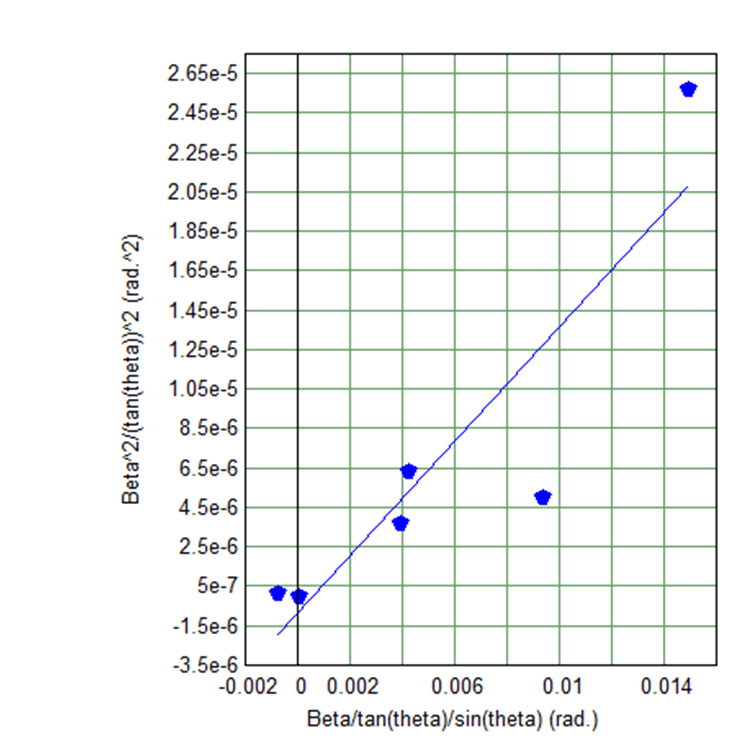 2.65e-5
2.45e-5
2.25e-5
2.05e-5
1.85e-5
1.65e-5
1.45e-5
1.25e-5
1.05e-5
8.5e-6
6.5e-6
4.5e-6
2.5e-6
5e-7
-1.5e-6
-3.5e-6
Beta^2/(tan(theta))^2 (rad.^2)
-0.002 0 0.002 0.006 0.01 0.014
Beta/tan(theta)/sin(theta) (rad.)